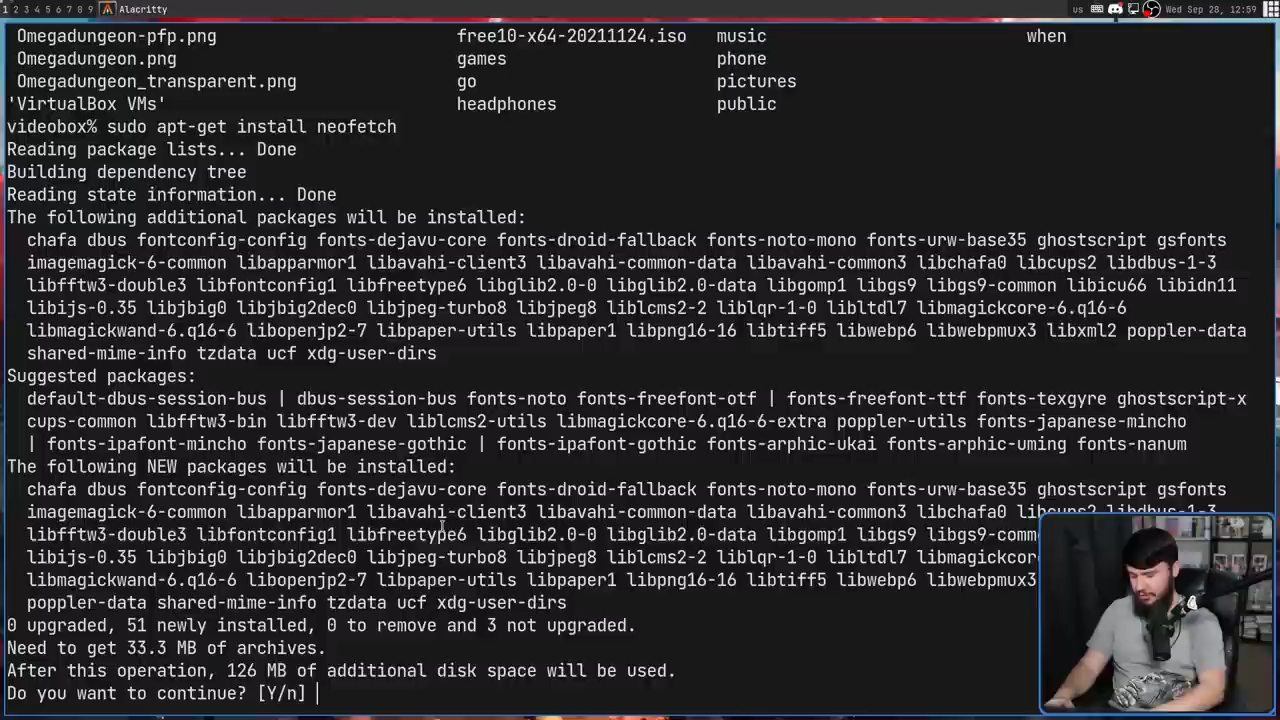 1 2 3 4 5 6 7 8 9 Alacritty us Wed Sep 28, 12:59
Omegadungeon-pfp.png free10-x64-20211124.iso music when
Omegadungeon.png games phone
Omegadungeon_transparent.png go pictures
'VirtualBox VMs' headphones public
videobox% sudo apt-get install neofetch
Reading package lists... Done
Building dependency tree
Reading state information... Done
The following additional packages will be installed:
chafa dbus fontconfig-config fonts-dejavu-core fonts-droid-fallback fonts-noto-mono fonts-urw-base35 ghostscript gsfonts
imagemagick-6-common libapparmor1 libavahi-client3 libavahi-common-data libavahi-common3 libchafa0 libcups2 libdbus-1-3
libfftw3-double3 libfontconfig1 libfreetype6 libglib2.0-0 libglib2.0-data libgomp1 libgs9 libgs9-common libicu66 libidn11
libijs-0.35 libjbig0 libjbig2dec0 libjpeg-turbo8 libjpeg8 liblcms2-2 liblqr-1-0 libltdl7 libmagickcore-6.q16-6
libmagickwand-6.q16-6 libopenjp2-7 libpaper-utils libpaper1 libpng16-16 libtiff5 libwebp6 libwebpmux3 libxml2 poppler-data
shared-mime-info tzdata ucf xdg-user-dirs
Suggested packages:
default-dbus-session-bus | dbus-session-bus fonts-noto fonts-freefont-otf | fonts-freefont-ttf fonts-texgyre ghostscript-x
cups-common libfftw3-bin libfftw3-dev liblcms2-utils libmagickcore-6.q16-6-extra poppler-utils fonts-japanese-mincho
| fonts-ipafont-mincho fonts-japanese-gothic | fonts-ipafont-gothic fonts-arphic-ukai fonts-arphic-uming fonts-nanum
The following NEW packages will be installed:
chafa dbus fontconfig-config fonts-dejavu-core fonts-droid-fallback fonts-noto-mono fonts-urw-base35 ghostscript gsfonts
imagemagick-6-common libapparmor1 libavahi-client3 libavahi-common-data libavahi-common3 libchafa0 libcups2 libdbus-1-3
libfftw3-double3 libfontconfig1 libfreetype6 libglib2.0-0 libglib2.0-data libgomp1 libgs9 libgs9-comm
libijs-0.35 libjbig0 libjbig2dec0 libjpeg-turbo8 libjpeg8 liblcms2-2 liblqr-1-0 libltdl7 libmagickcor
libmagickwand-6.q16-6 libopenjp2-7 libpaper-utils libpaper1 libpng16-16 libtiff5 libwebp6 libwebpmux3
poppler-data shared-mime-info tzdata ucf xdg-user-dirs
0 upgraded, 51 newly installed, 0 to remove and 3 not upgraded.
Need to get 33.3 MB of archives.
After this operation, 126 MB of additional disk space will be used.
Do you want to continue? [Y/n]